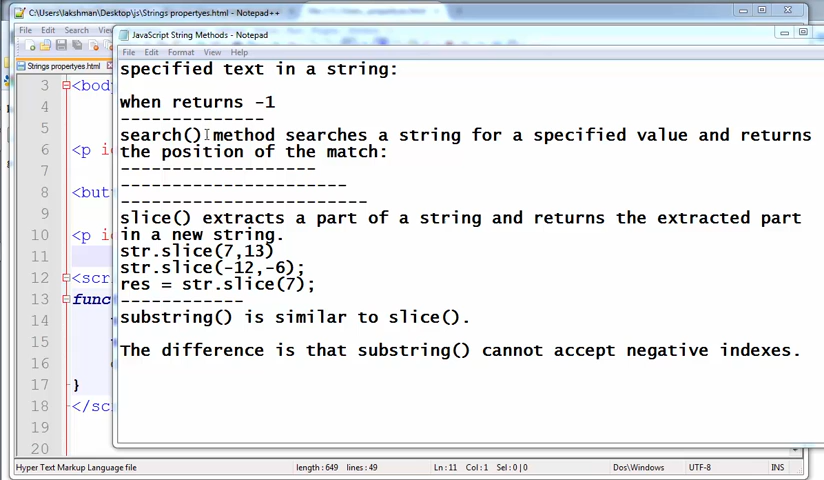 C:\Users\lakshman\Desktop\js\Strings propertyes.html - Notepad++
File Edit Search
Strings propertyes.html
JavaScript String Methods - Notepad
File Edit Format View Help
specified text in a string:
when returns -1
--------------
search() method searches a string for a specified value and returns
the position of the match:
-------------------
----------------------
------------------------
slice() extracts a part of a string and returns the extracted part
in a new string.
str.slice(7,13)
str.slice(-12,-6);
res = str.slice(7);
------------
substring() is similar to slice().
The difference is that substring() cannot accept negative indexes.
3 <body
4
5
6 <p i
7
8 <but
9
10 <p i
11
12 <scr
13 func
14
15
16
17 }
18 </scr
19
20
Hyper Text Markup Language file length : 649 lines : 49 Ln : 11 Col : 1 Sel : 0 | 0 Dos\Windows UTF-8 INS